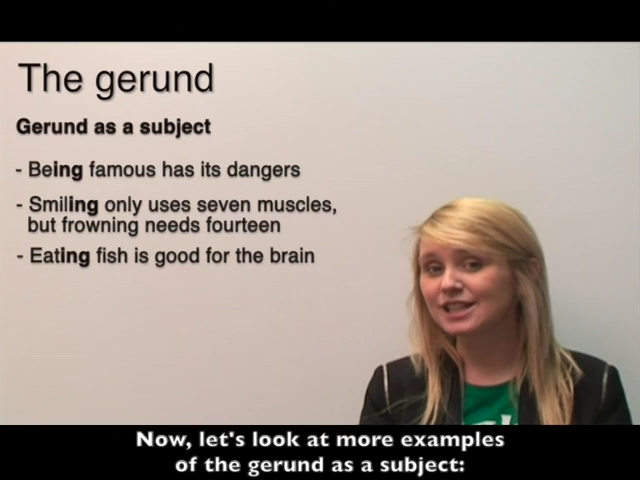 The gerund
Gerund as a subject
- Being famous has its dangers
- Smiling only uses seven muscles,
but frowning needs fourteen
- Eating fish is good for the brain
Now, let's look at more examples
of the gerund as a subject: